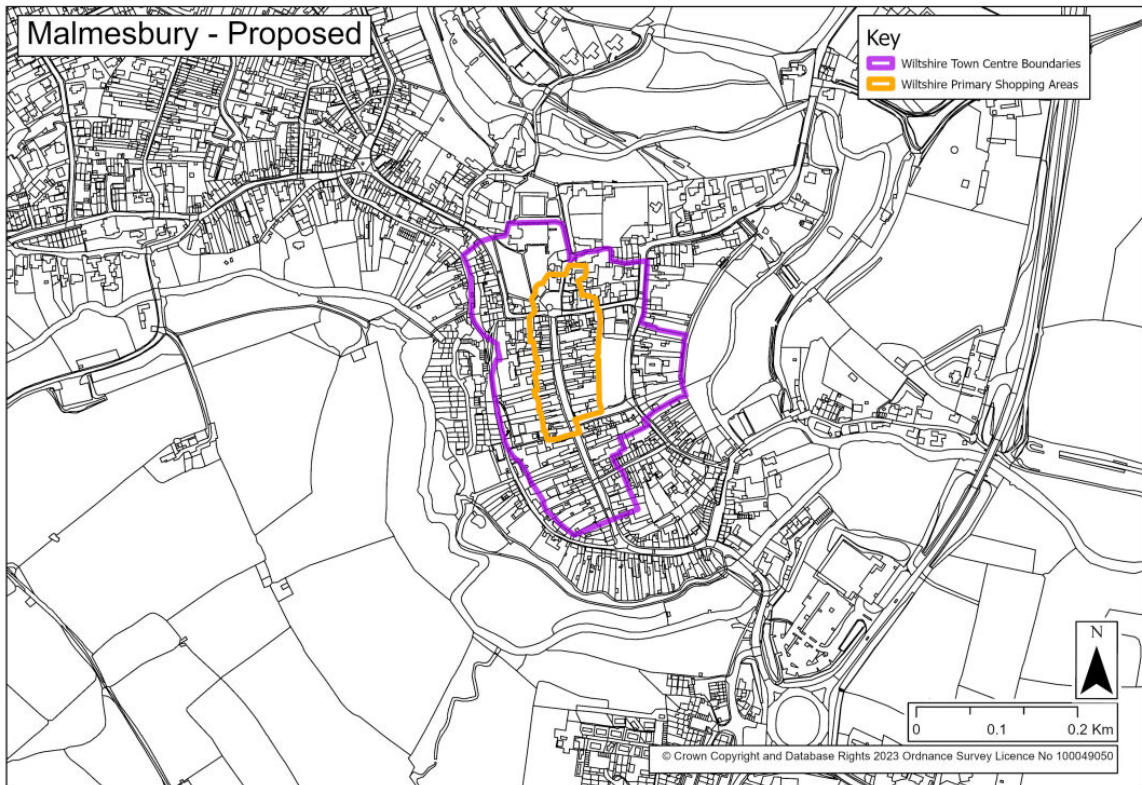 Malmesbury - Proposed
Key
Wiltshire Town Centre Boundaries
Wiltshire Primary Shopping Areas
N
0 0.1 0.2 Km
© Crown Copyright and Database Rights 2023 Ordnance Survey Licence No 100049050